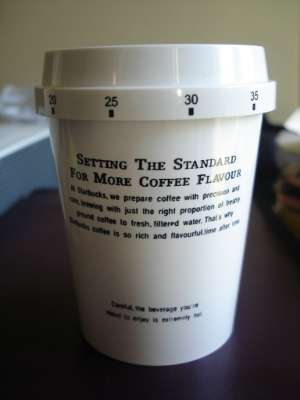 20 25 30 35
SETTING THE STANDARD
FOR MORE COFFEE FLAVOUR
At Starbucks, we prepare coffee with precision and
care, brewing with just the right proportion of freshly
ground coffee to fresh, filtered water. That is why
Starbucks coffee is so rich and flavourful, time after time
Careful, the beverage you're
about to enjoy is extremely hot.